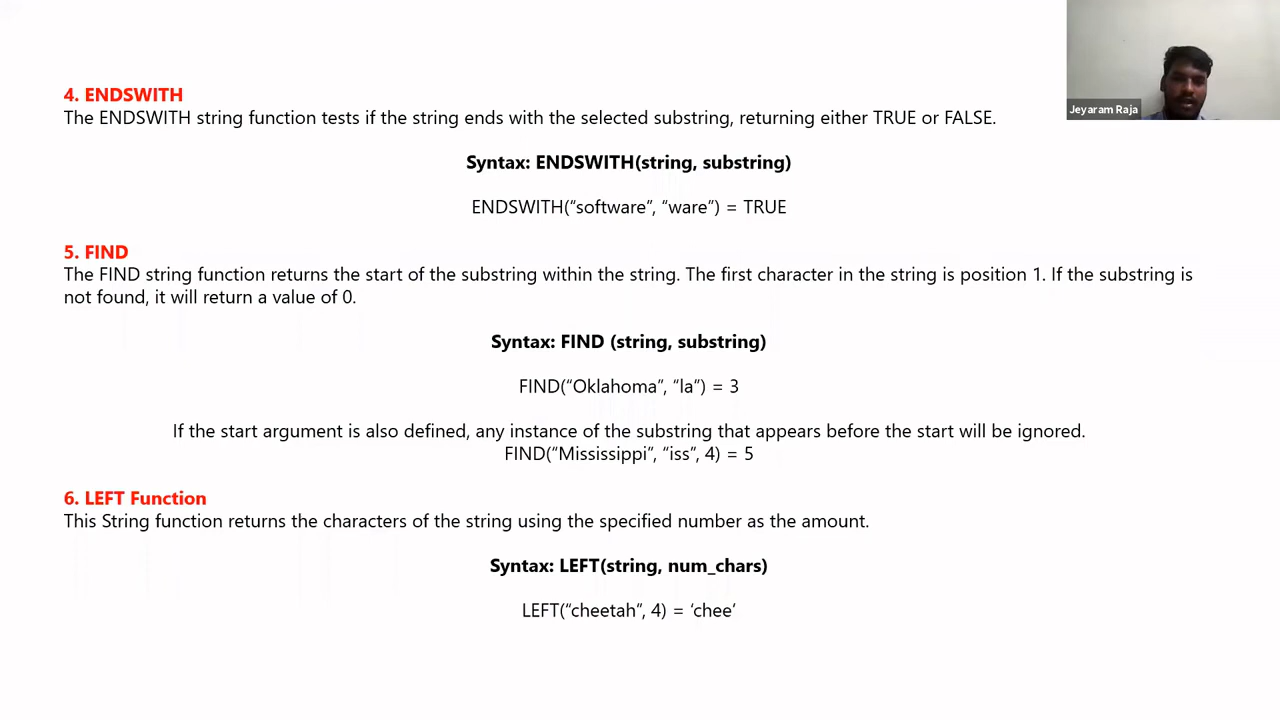 4. ENDSWITH
The ENDSWITH string function tests if the string ends with the selected substring, returning either TRUE or FALSE.
Jeyaram Raja
Syntax: ENDSWITH(string, substring)
ENDSWITH(“software”, “ware”) = TRUE
5. FIND
The FIND string function returns the start of the substring within the string. The first character in the string is position 1. If the substring is
not found, it will return a value of 0.
Syntax: FIND (string, substring)
FIND(“Oklahoma”, “la”) = 3
If the start argument is also defined, any instance of the substring that appears before the start will be ignored.
FIND(“Mississippi”, “iss”, 4) = 5
6. LEFT Function
This String function returns the characters of the string using the specified number as the amount.
Syntax: LEFT(string, num_chars)
LEFT(“cheetah”, 4) = ‘chee’